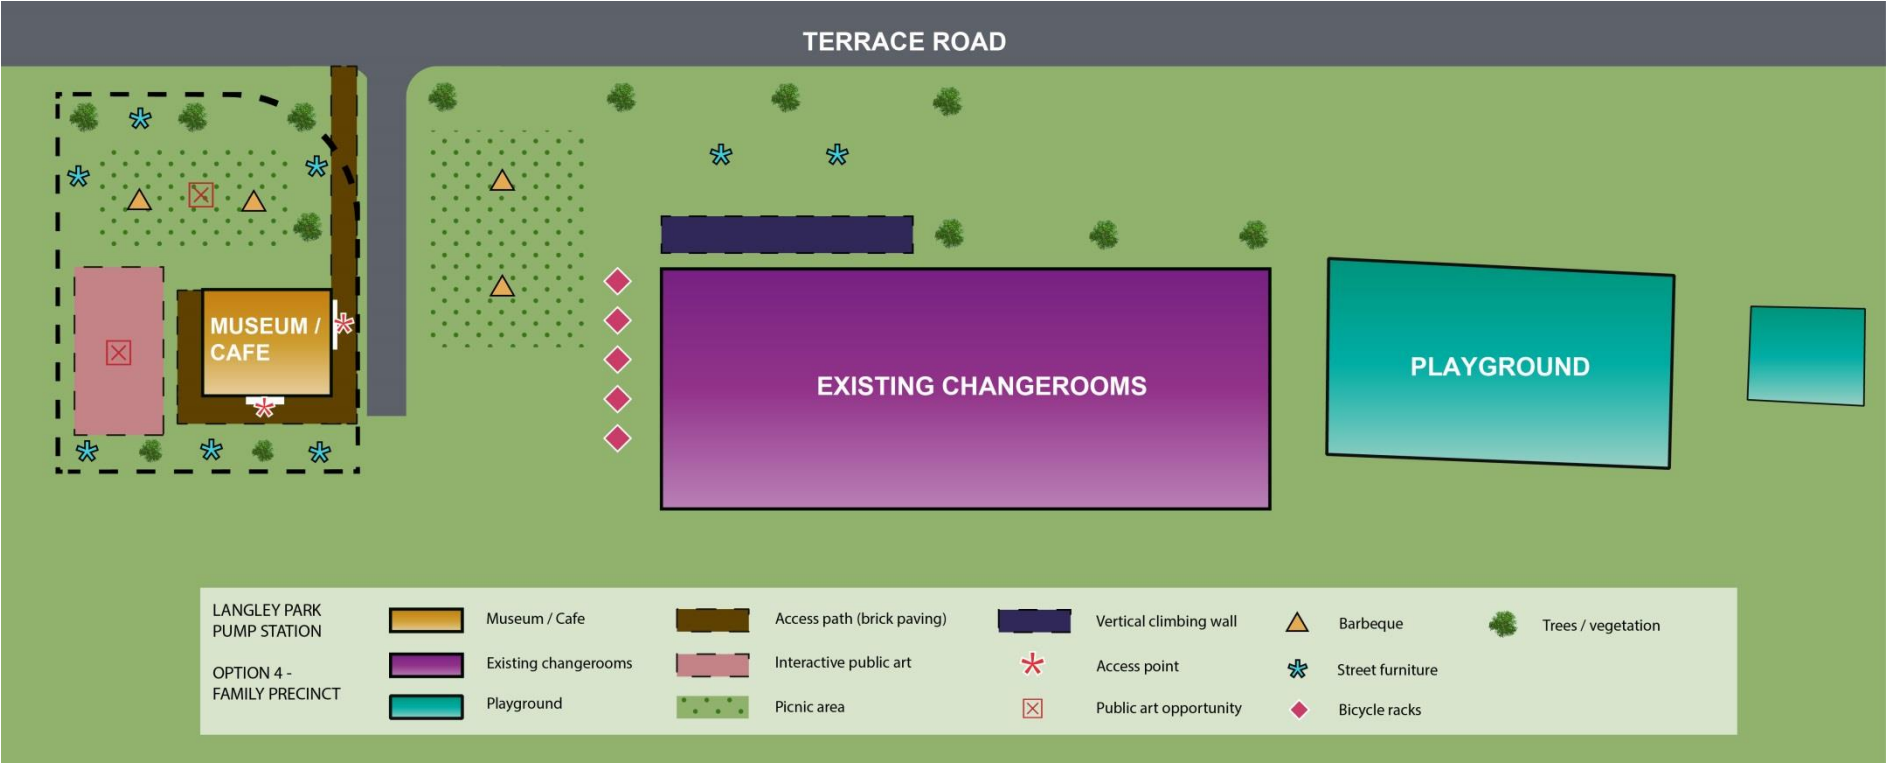 TERRACE ROAD
MUSEUM /
CAFE
EXISTING CHANGEROOMS
PLAYGROUND
LANGLEY PARK
PUMP STATION
OPTION 4 -
FAMILY PRECINCT
Museum / Cafe
Existing changerooms
Playground
Access path (brick paving)
Interactive public art
Picnic area
Vertical climbing wall
Access point
Public art opportunity
Barbeque
Street furniture
Bicycle racks
Trees / vegetation